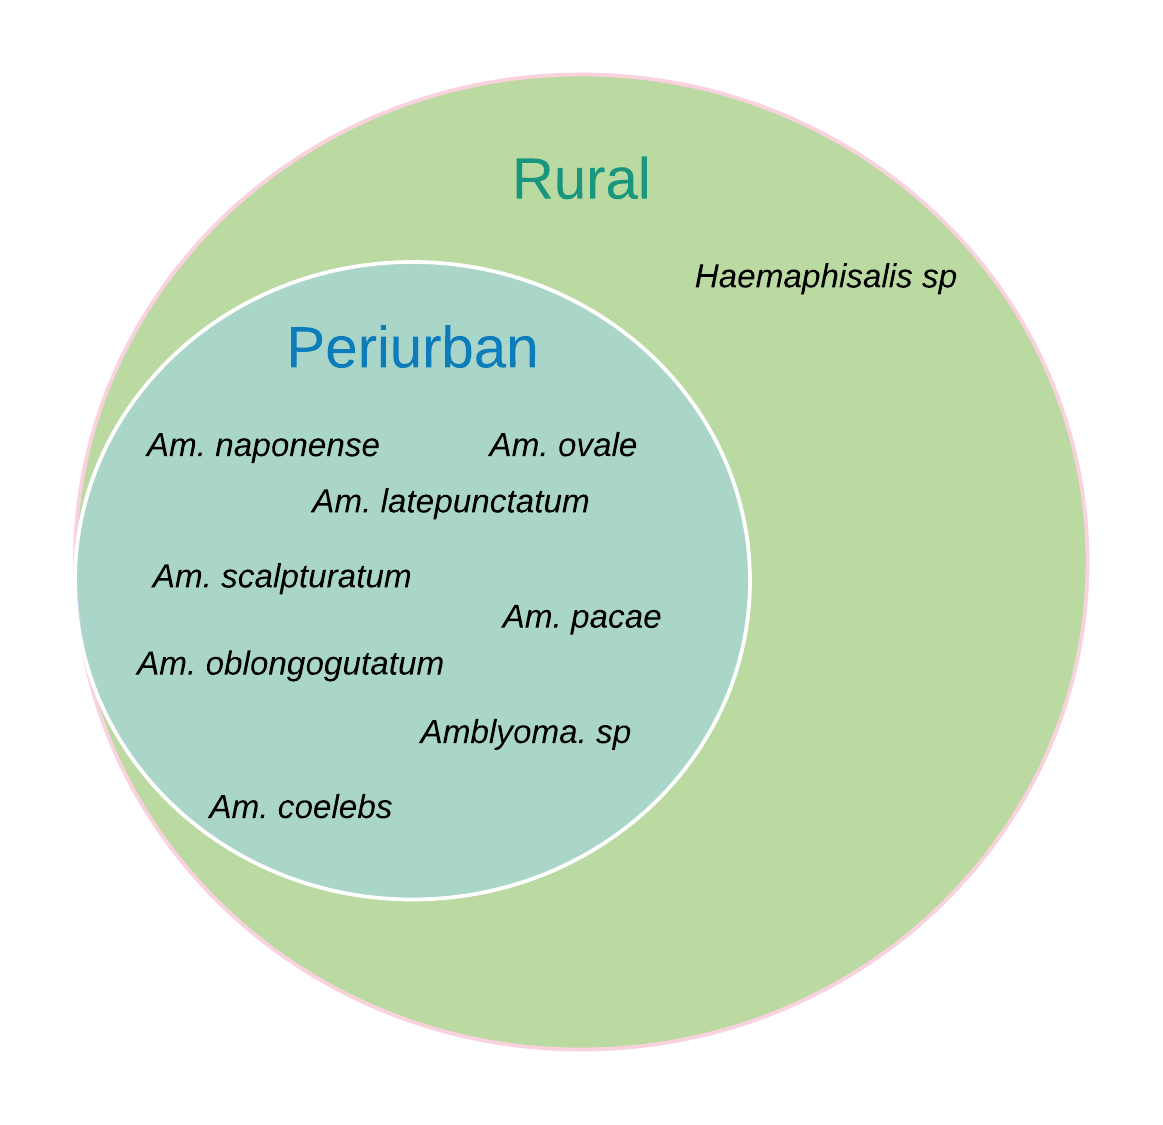 Rural
Haemaphisalis sp
Periurban
Am. naponense
Am. ovale
Am. latepunctatum
Am. scalpturatum
Am. pacae
Am. oblongogutatum
Amblyoma. sp
Am. coelebs